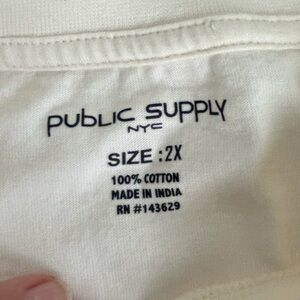 PUBLIC SUPPLY
NYC
SIZE :2X
100% COTTON
MADE IN INDIA
RN #143629